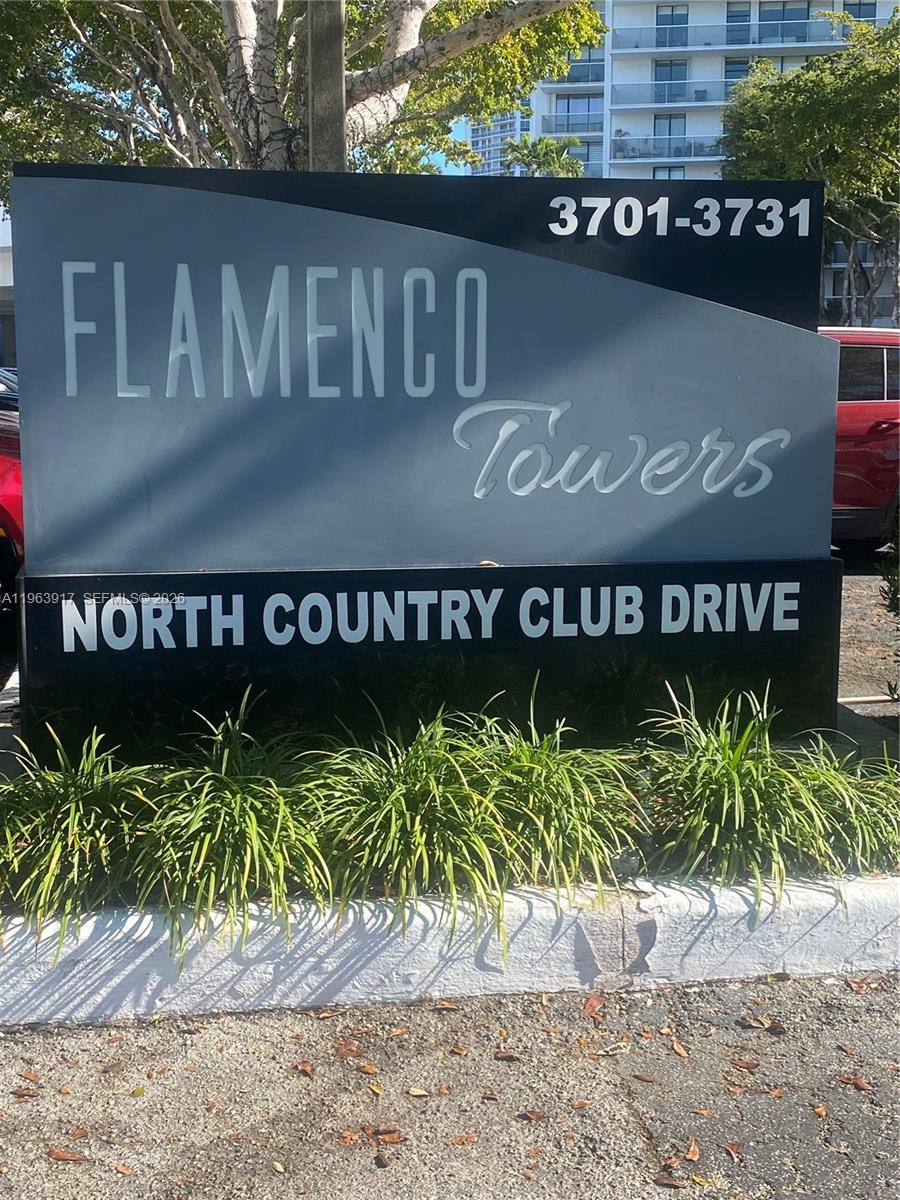 3701-3731
FLAMENCO
Towers
A11963917 SEFMLS© 2026
NORTH COUNTRY CLUB DRIVE